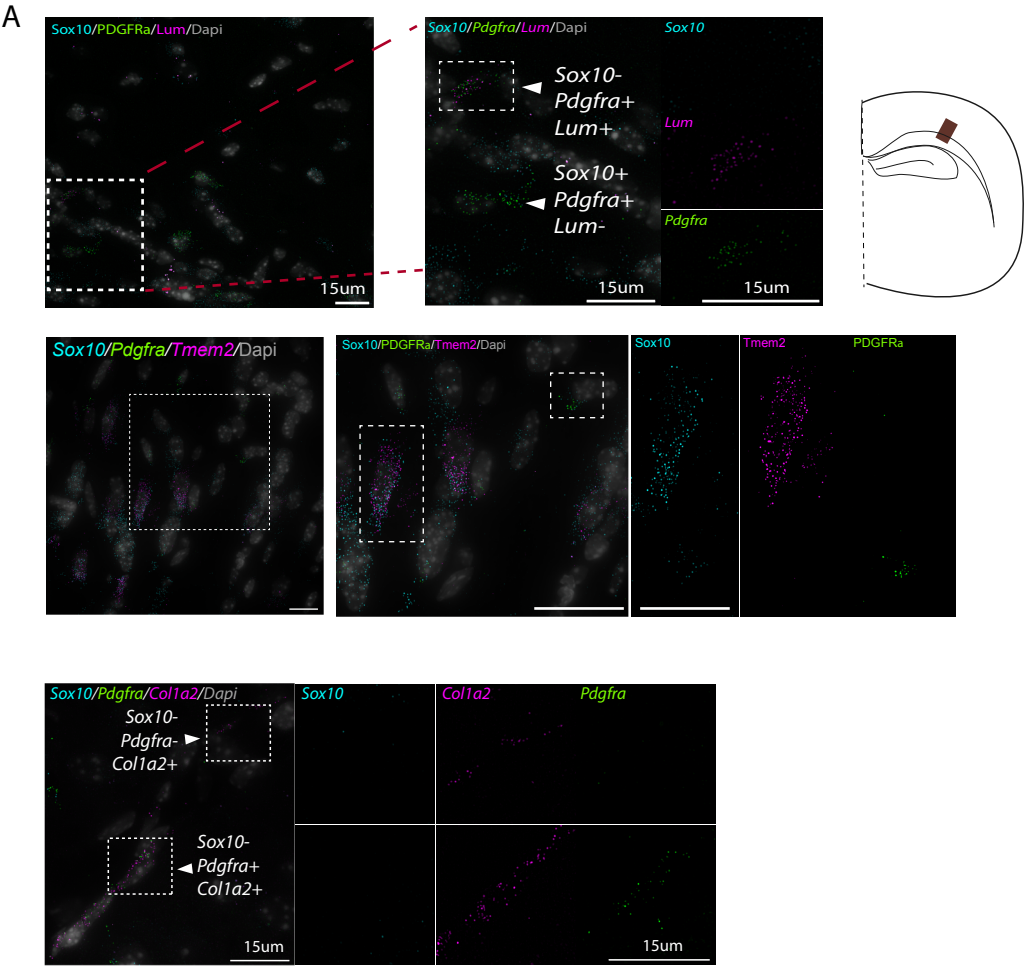 A
Sox10/PDGFRa/Lum/Dapi
15um
Sox10/Pdgfra/Lum/Dapi
Sox10-
Pdgfra+
Lum+
Sox10+
Pdgfra+
Lum-
15um
Sox10
Lum
Pdgfra
15um
Sox10/Pdgfra/Tmem2/Dapi
Sox10/PDGFRa/Tmem2/Dapi
Sox10
Tmem2
PDGFRa
Sox10/Pdgfra/Col1a2/Dapi
Sox10-
Pdgfra-
Col1a2+
Sox10-
Pdgfra+
Col1a2+
15um
Sox10
Col1a2
Pdgfra
15um